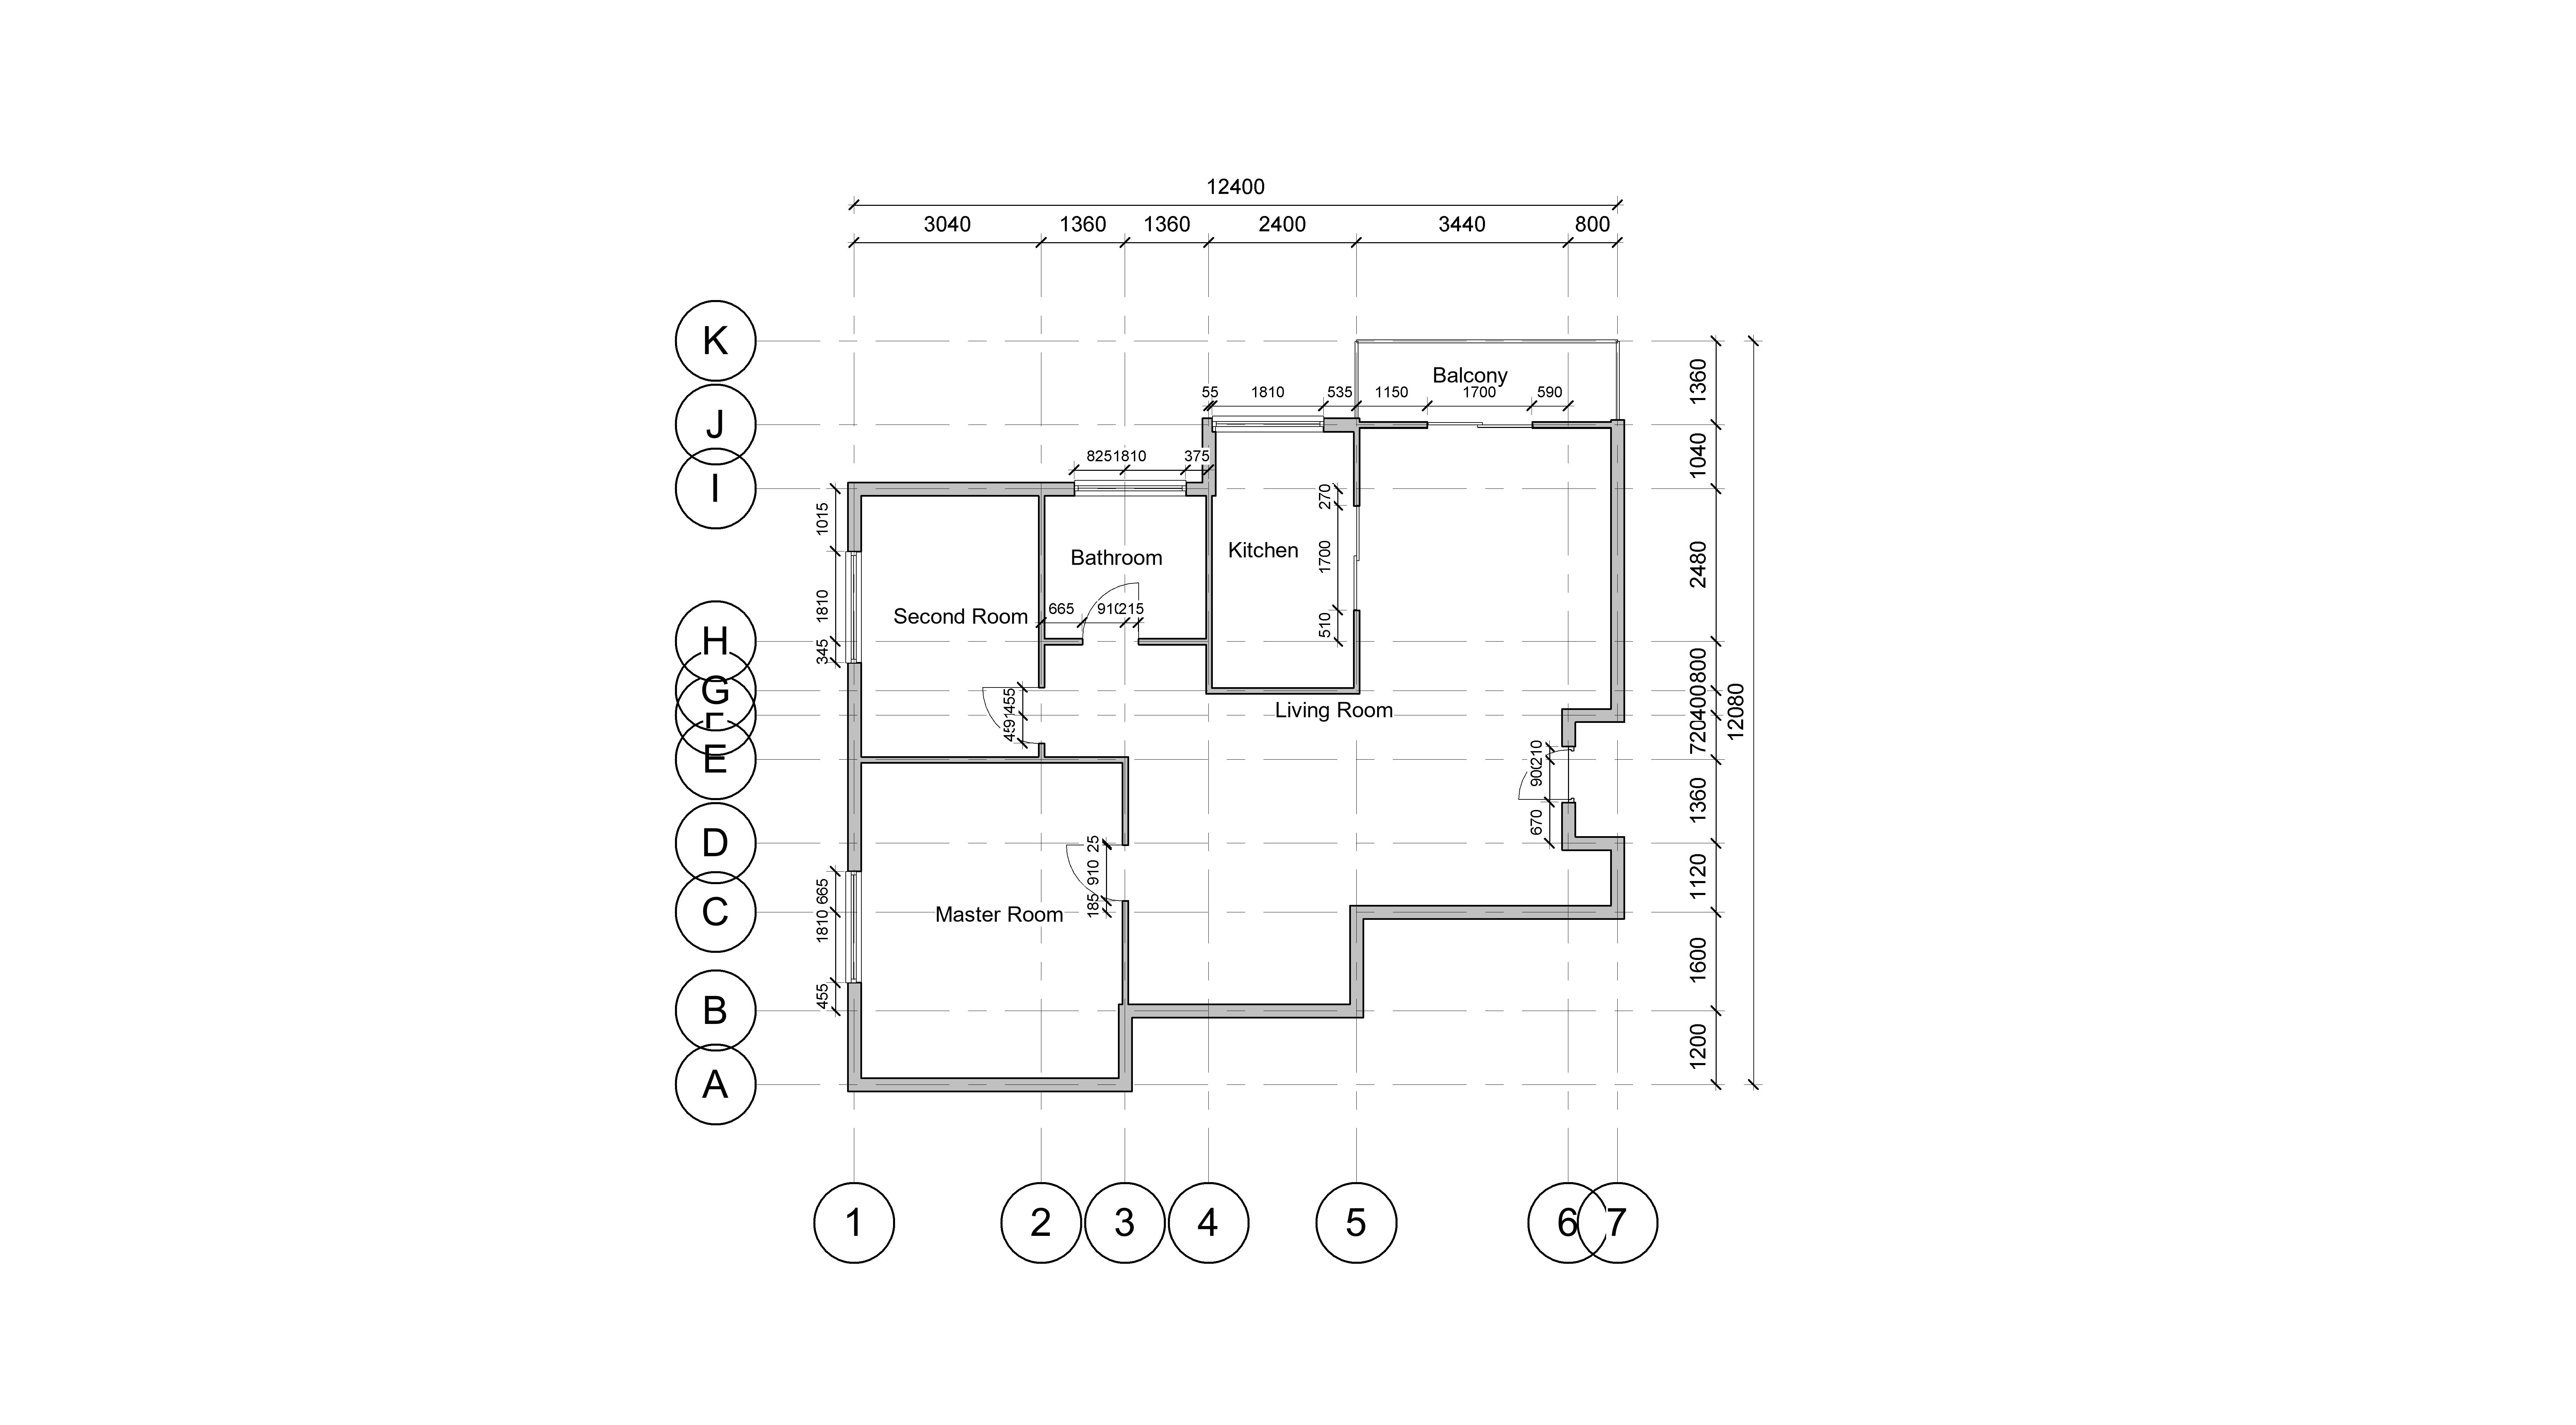 12400
3040 1360 1360 2400 3440 800
K
Balcony
1360
55 1810 535 1150 1700 590
J
1040
825 1810 375
I
270
1015
2480
Bathroom Kitchen
1700
1810
665 910 215
Second Room
510
H
345
800
G
455
400
Living Room
12080
F
720
E
210
900
1360
670
D
25
910
665
1120
185
C
Master Room
1810
1600
455
B
1200
A
1 2 3 4 5 6 7